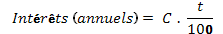 Intérêts (annuels) = C . t/100